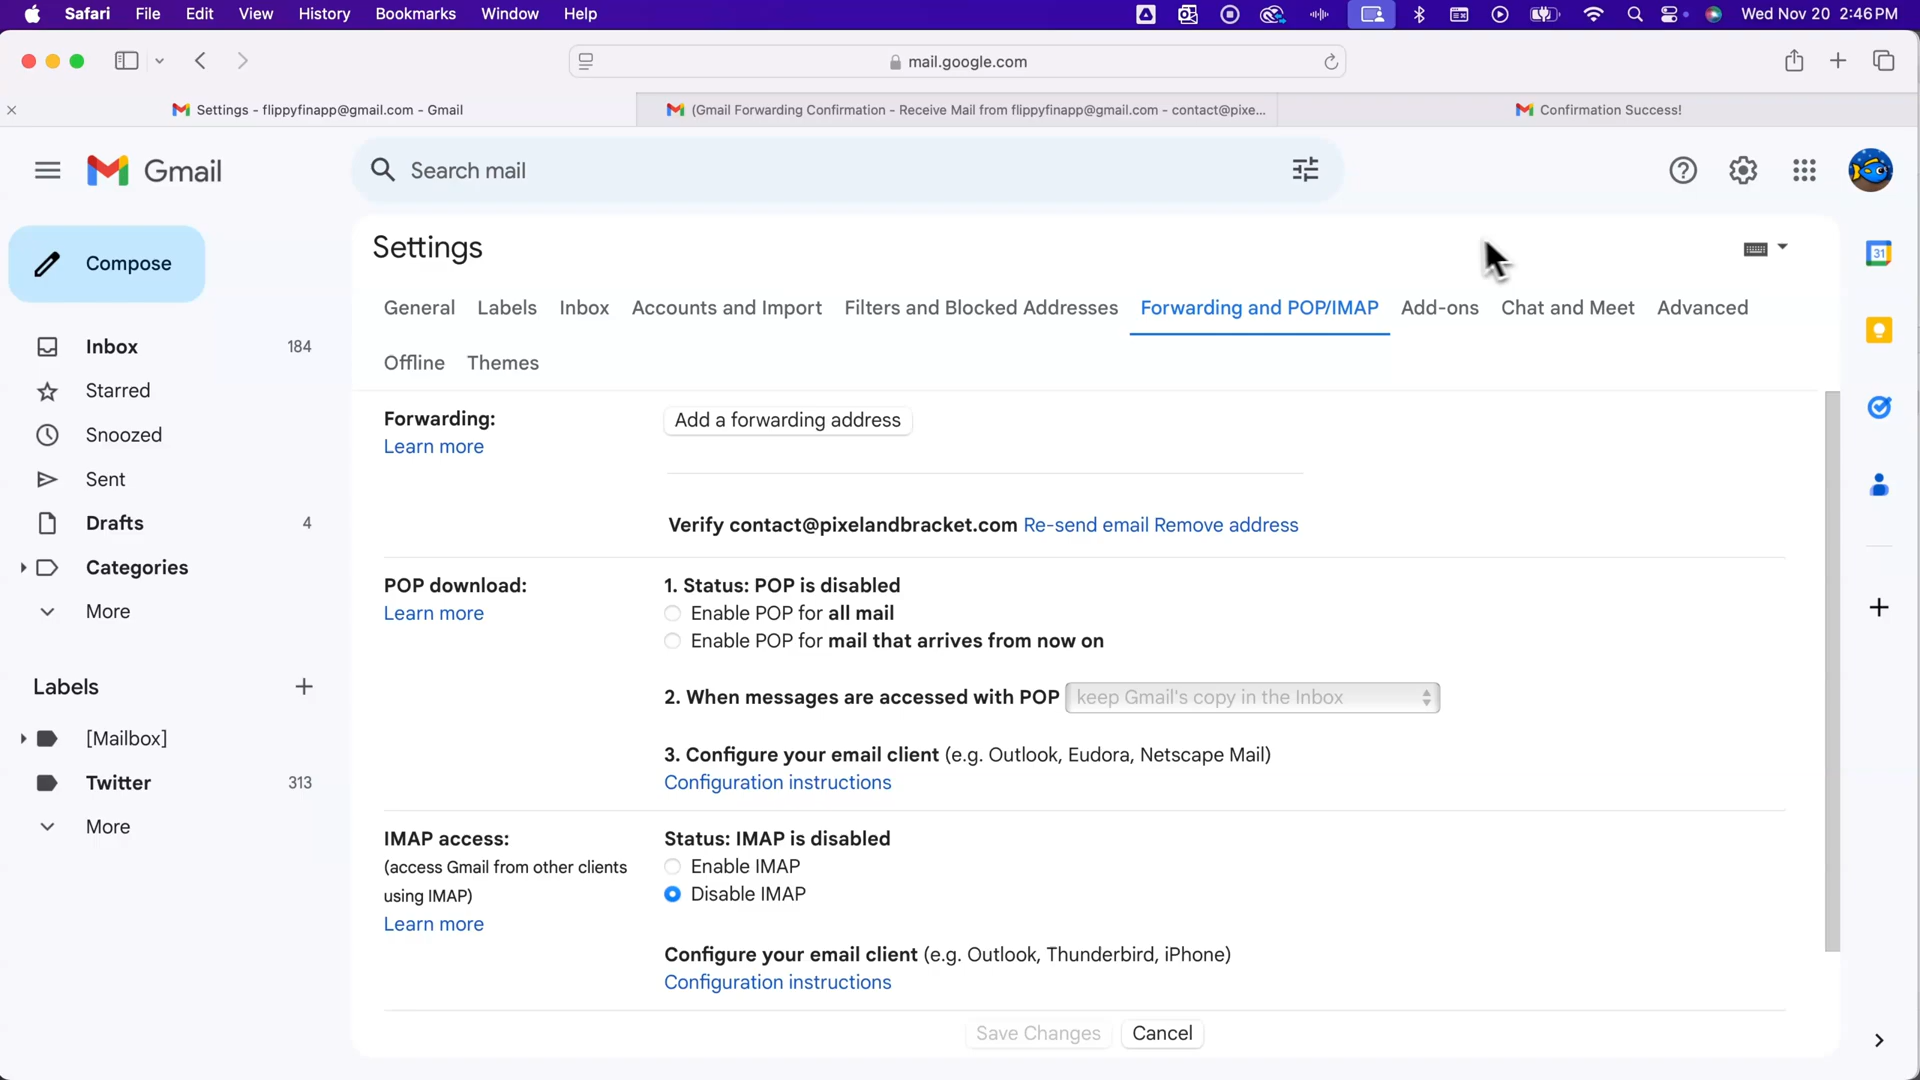 Safari File Edit View History Bookmarks Window Help Wed Nov 20 2:46 PM
mail.google.com
Settings - flippyfinapp@gmail.com - Gmail
(Gmail Forwarding Confirmation - Receive Mail from flippyfinapp@gmail.com - contact@pixe...
Confirmation Success!
Gmail
Search mail
Compose
Inbox 184
Starred
Snoozed
Sent
Drafts 4
Categories
More
Labels
[Mailbox]
Twitter 313
More
Settings
General Labels Inbox Accounts and Import Filters and Blocked Addresses Forwarding and POP/IMAP Add-ons Chat and Meet Advanced
Offline Themes
Forwarding:
Learn more
Add a forwarding address
Verify contact@pixelandbracket.com Re-send email Remove address
POP download:
Learn more
1. Status: POP is disabled
Enable POP for all mail
Enable POP for mail that arrives from now on
2. When messages are accessed with POP keep Gmail's copy in the Inbox
3. Configure your email client (e.g. Outlook, Eudora, Netscape Mail)
Configuration instructions
IMAP access:
(access Gmail from other clients
using IMAP)
Learn more
Status: IMAP is disabled
Enable IMAP
Disable IMAP
Configure your email client (e.g. Outlook, Thunderbird, iPhone)
Configuration instructions
Save Changes Cancel
31